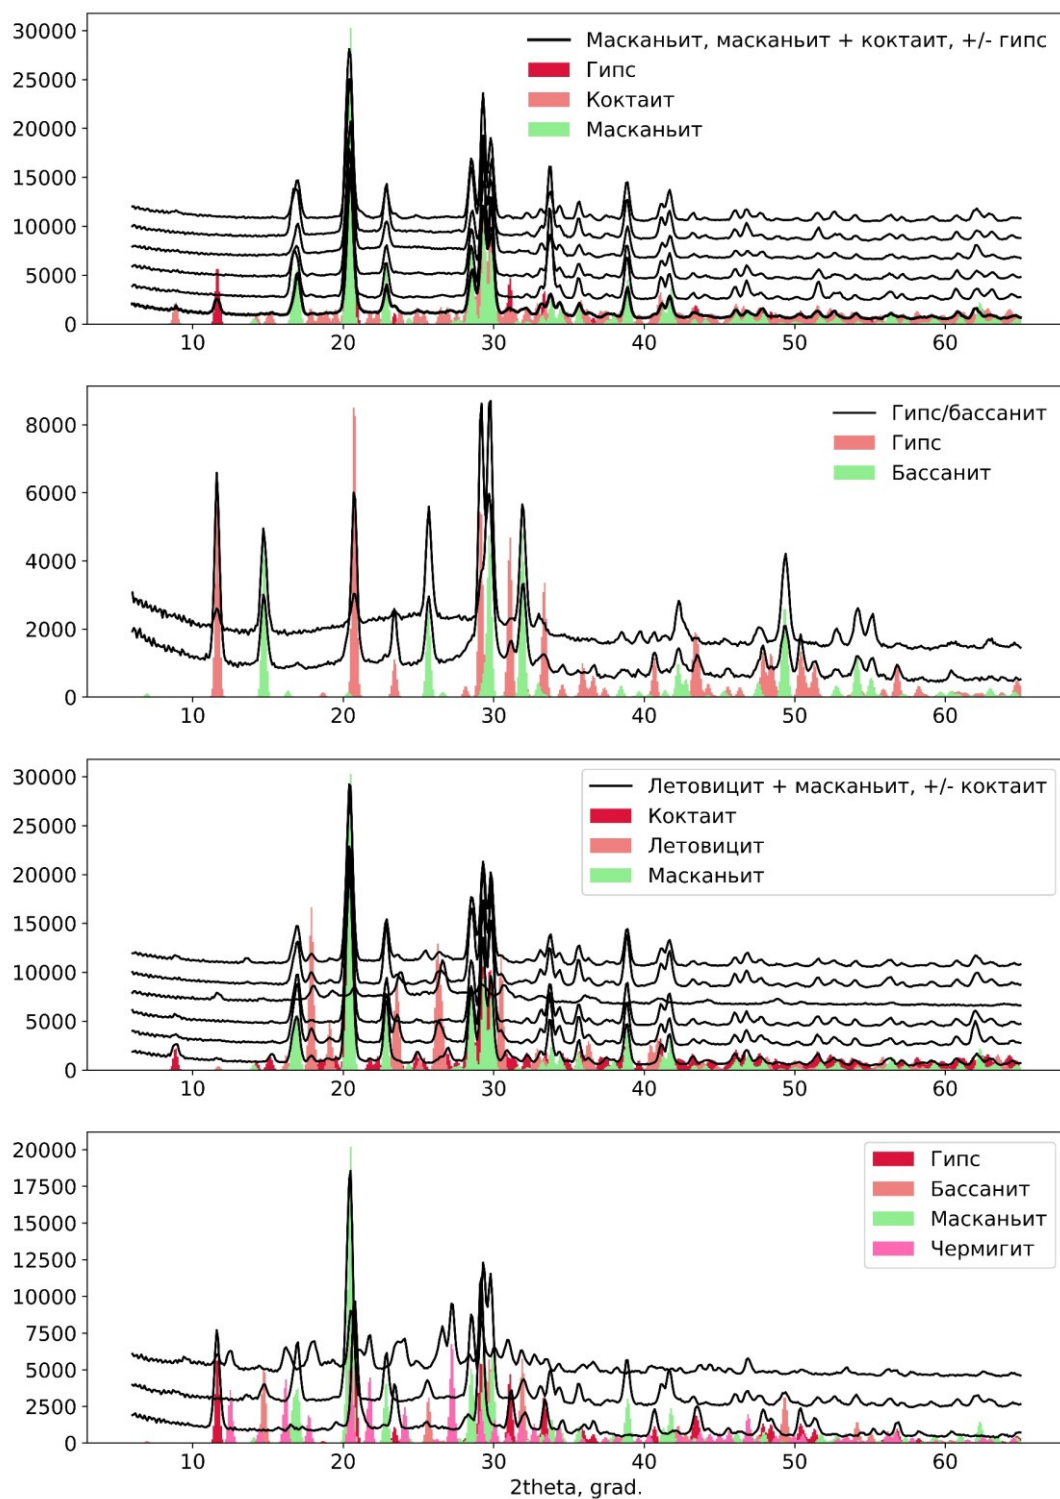 30000
25000
20000
15000
10000
5000
0
Масканьит, масканьит + коктаит, +/- гипс
Гипс
Коктаит
Масканьит
10 20 30 40 50 60
8000
6000
4000
2000
0
Гипс/бассанит
Гипс
Бассанит
10 20 30 40 50 60
30000
25000
20000
15000
10000
5000
0
Летовицит + масканьит, +/- коктаит
Коктаит
Летовицит
Масканьит
10 20 30 40 50 60
20000
17500
15000
12500
10000
7500
5000
2500
0
Гипс
Бассанит
Масканьит
Чермигит
10 20 30 40 50 60
2theta, grad.